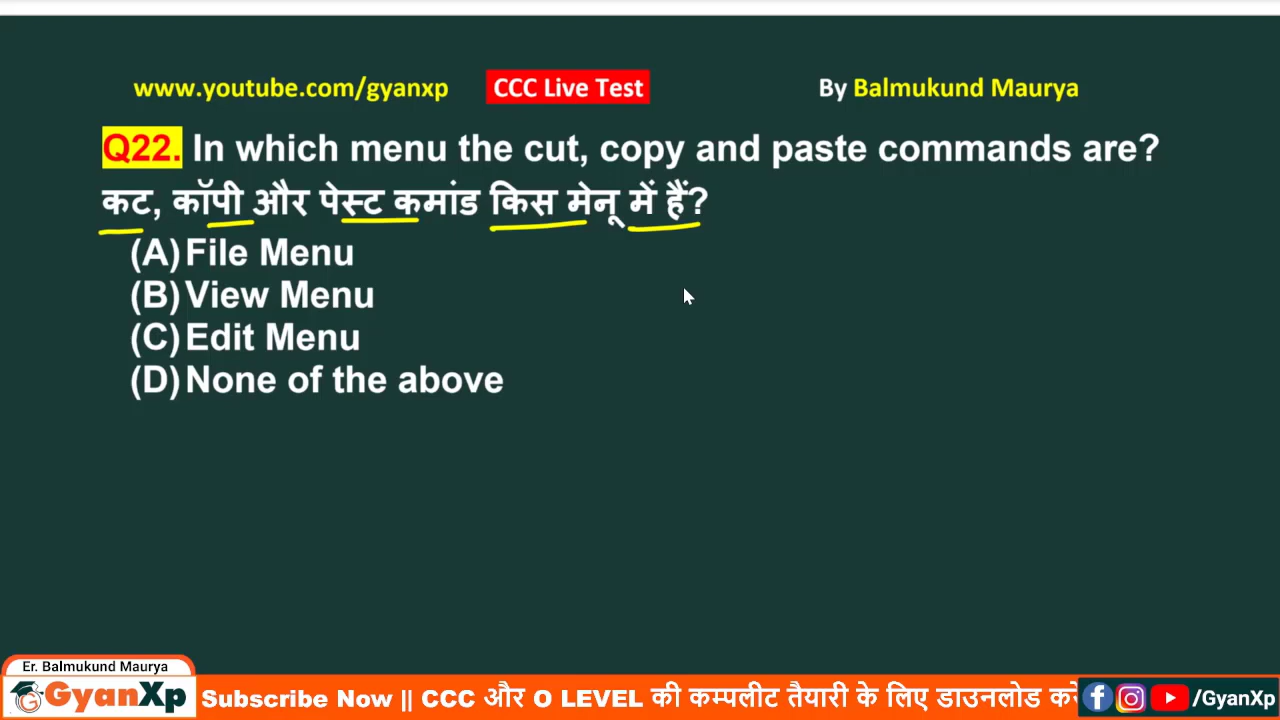 www.youtube.com/gyanxp CCC Live Test By Balmukund Maurya
Q22. In which menu the cut, copy and paste commands are?
कट, कॉपी और पेस्ट कमांड किस मेनू में हैं?
(A) File Menu
(B) View Menu
(C) Edit Menu
(D) None of the above
Er. Balmukund Maurya
GyanXp Subscribe Now || CCC और O LEVEL की कम्पलीट तैयारी के लिए डाउनलोड करे /GyanXp